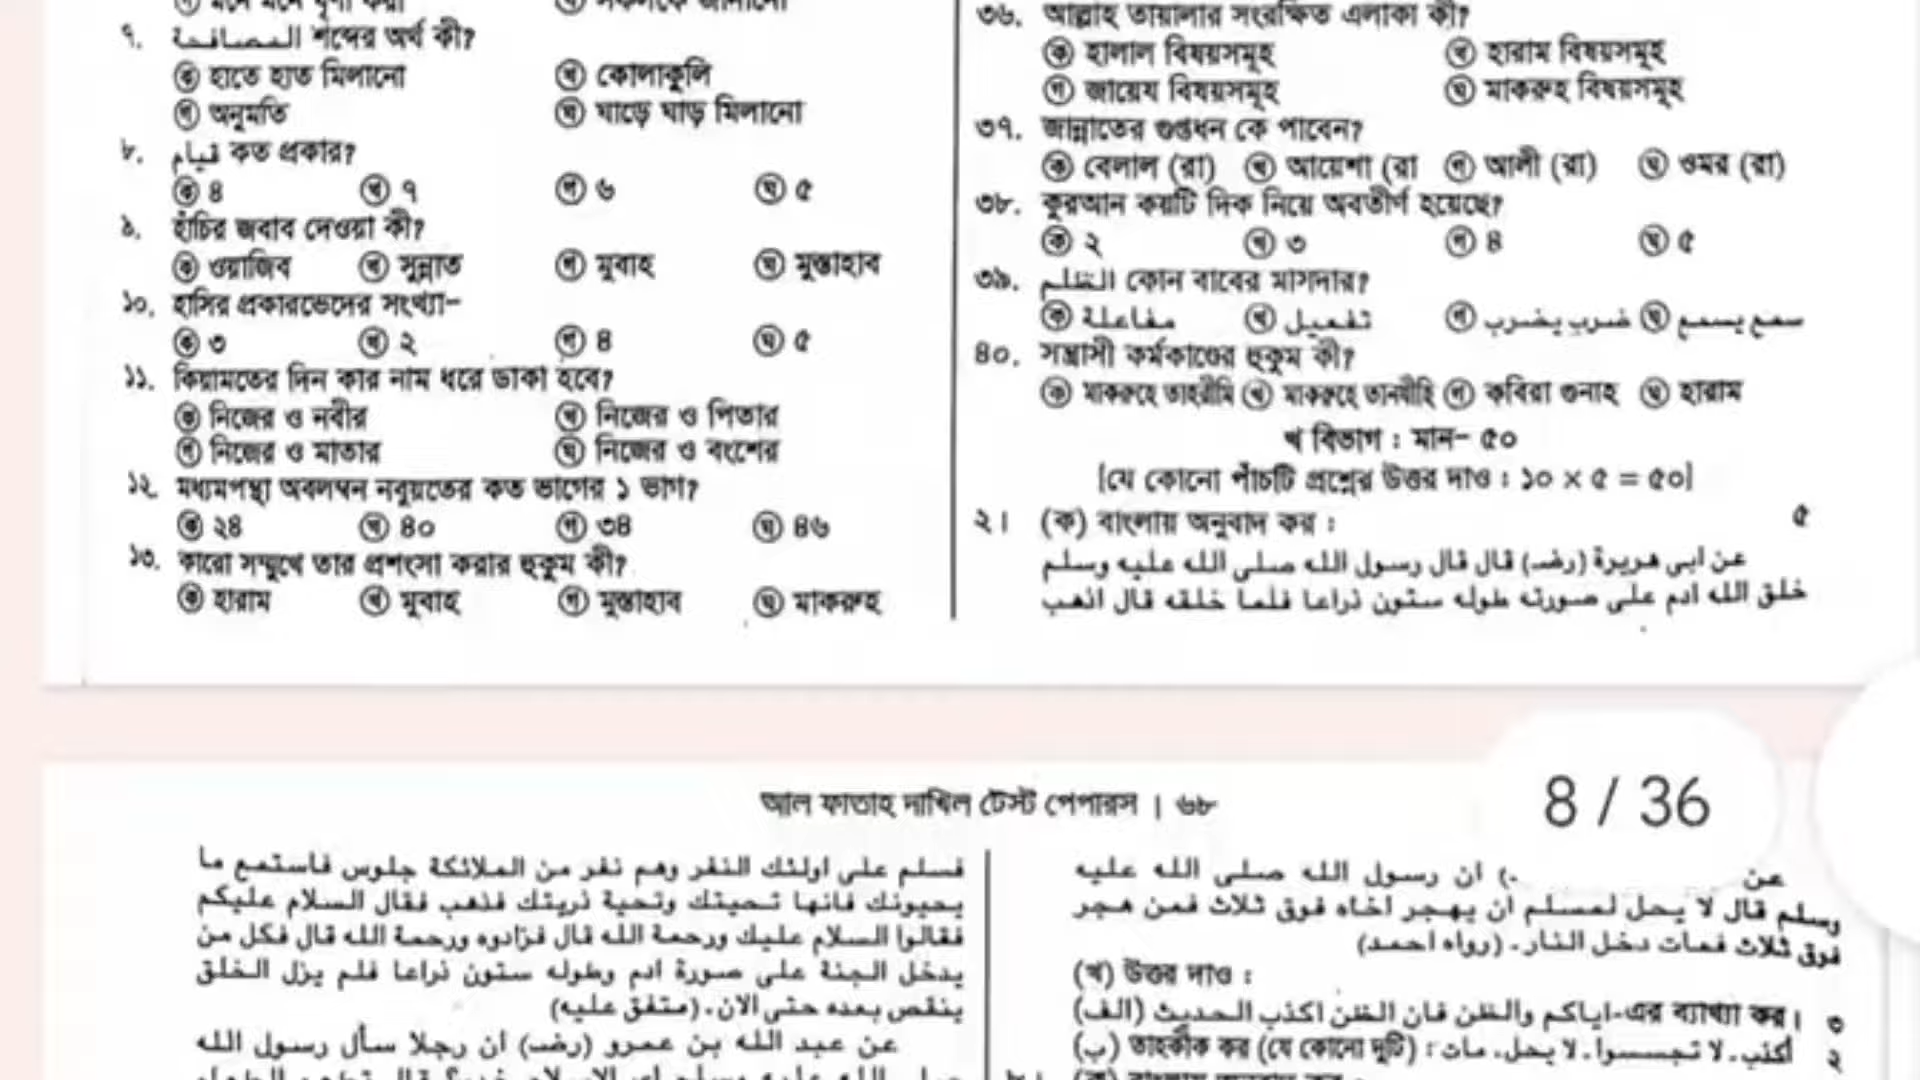 ৭. المصافحة শব্দের অর্থ কী?
ক হাতে হাত মিলানো খ কোলাকুলি
গ অনুমতি ঘ ঘাড়ে ঘাড় মিলানো
৮. قيام কত প্রকার?
ক ৪ খ ৭ গ ৬ ঘ ৫
৯. হাঁচির জবাব দেওয়া কী?
ক ওয়াজিব খ সুন্নাত গ মুবাহ ঘ মুস্তাহাব
১০. হাসির প্রকারভেদের সংখ্যা–
ক ৩ খ ২ গ ৪ ঘ ৫
১১. কিয়ামতের দিন কার নাম ধরে ডাকা হবে?
ক নিজের ও নবীর খ নিজের ও পিতার
গ নিজের ও মাতার ঘ নিজের ও বংশের
১২. মধ্যমপন্থা অবলম্বন নবুয়তের কত ভাগের ১ ভাগ?
ক ২৪ খ ৪০ গ ৩৪ ঘ ৪৬
১৩. কারো সম্মুখে তার প্রশংসা করার হুকুম কী?
ক হারাম খ মুবাহ গ মুস্তাহাব ঘ মাকরুহ
৩৬. আল্লাহ তায়ালার সংরক্ষিত এলাকা কী?
ক হালাল বিষয়সমূহ খ হারাম বিষয়সমূহ
গ জায়েয বিষয়সমূহ ঘ মাকরুহ বিষয়সমূহ
৩৭. জান্নাতের গুপ্তধন কে পাবেন?
ক বেলাল (রা) খ আয়েশা (রা গ আলী (রা) ঘ ওমর (রা)
৩৮. কুরআন কয়টি দিক নিয়ে অবতীর্ণ হয়েছে?
ক ২ খ ৩ গ ৪ ঘ ৫
৩৯. الظلم কোন বাবের মাসদার?
ক مفاعلة খ تفعيل গ ضرب يضرب ঘ سمع يسمع
৪০. সন্ত্রাসী কর্মকাণ্ডের হুকুম কী?
ক মাকরুহে তাহরীমি খ মাকরুহে তানযীহি গ কবিরা গুনাহ ঘ হারাম
খ বিভাগ : মান– ৫০
[যে কোনো পাঁচটি প্রশ্নের উত্তর দাও : ১০ × ৫ = ৫০]
২। (ক) বাংলায় অনুবাদ কর : ৫
عن ابى هريرة (رضـ) قال قال رسول الله صلى الله عليه وسلم
خلق الله ادم على صورته طوله ستون ذراعا فلما خلقه قال اذهب
আল ফাতাহ দাখিল টেস্ট পেপারস | ৬৮
8 / 36
فسلم على اولئك النفر وهم نفر من الملائكة جلوس فاستمع ما
يحيونك فانها تحيتك وتحية ذريتك فذهب فقال السلام عليكم
فقالوا السلام عليك ورحمة الله قال فزادوه ورحمة الله قال فكل من
يدخل الجنة على صورة ادم وطوله ستون ذراعا فلم يزل الخلق
ينقص بعده حتى الان. (متفق عليه)
عن عبد الله بن عمرو (رضـ) ان رجلا سأل رسول الله
عن ان رسول الله صلى الله عليه
وسلم قال لا يحل لمسلم ان يهجر اخاه فوق ثلاث فمن هجر
فوق ثلاث فمات دخل النار. (رواه احمد)
(খ) উত্তর দাও :
(الف) اياكم والظن فان الظن اكذب الحديث-এর ব্যাখ্যা কর। ৩
(ب) তাহকীক কর (যে কোনো দুটি) : اكذب. لا تجسسوا. لا يحل. مات ২